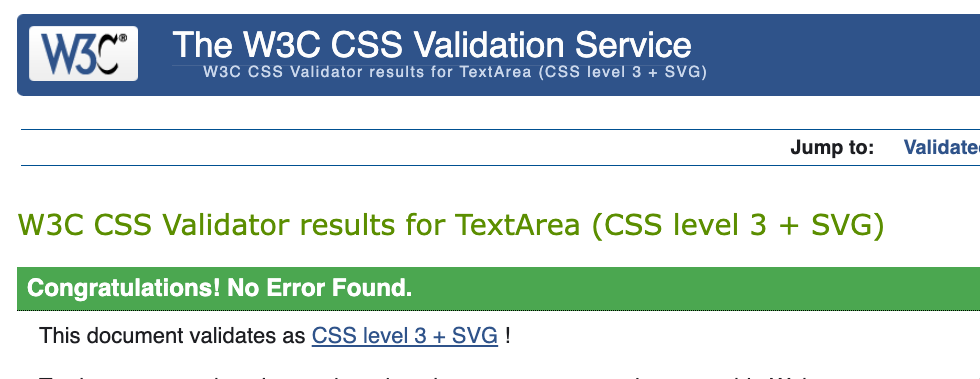 W3C®
The W3C CSS Validation Service
W3C CSS Validator results for TextArea (CSS level 3 + SVG)
Jump to: Validate
W3C CSS Validator results for TextArea (CSS level 3 + SVG)
Congratulations! No Error Found.
This document validates as CSS level 3 + SVG !